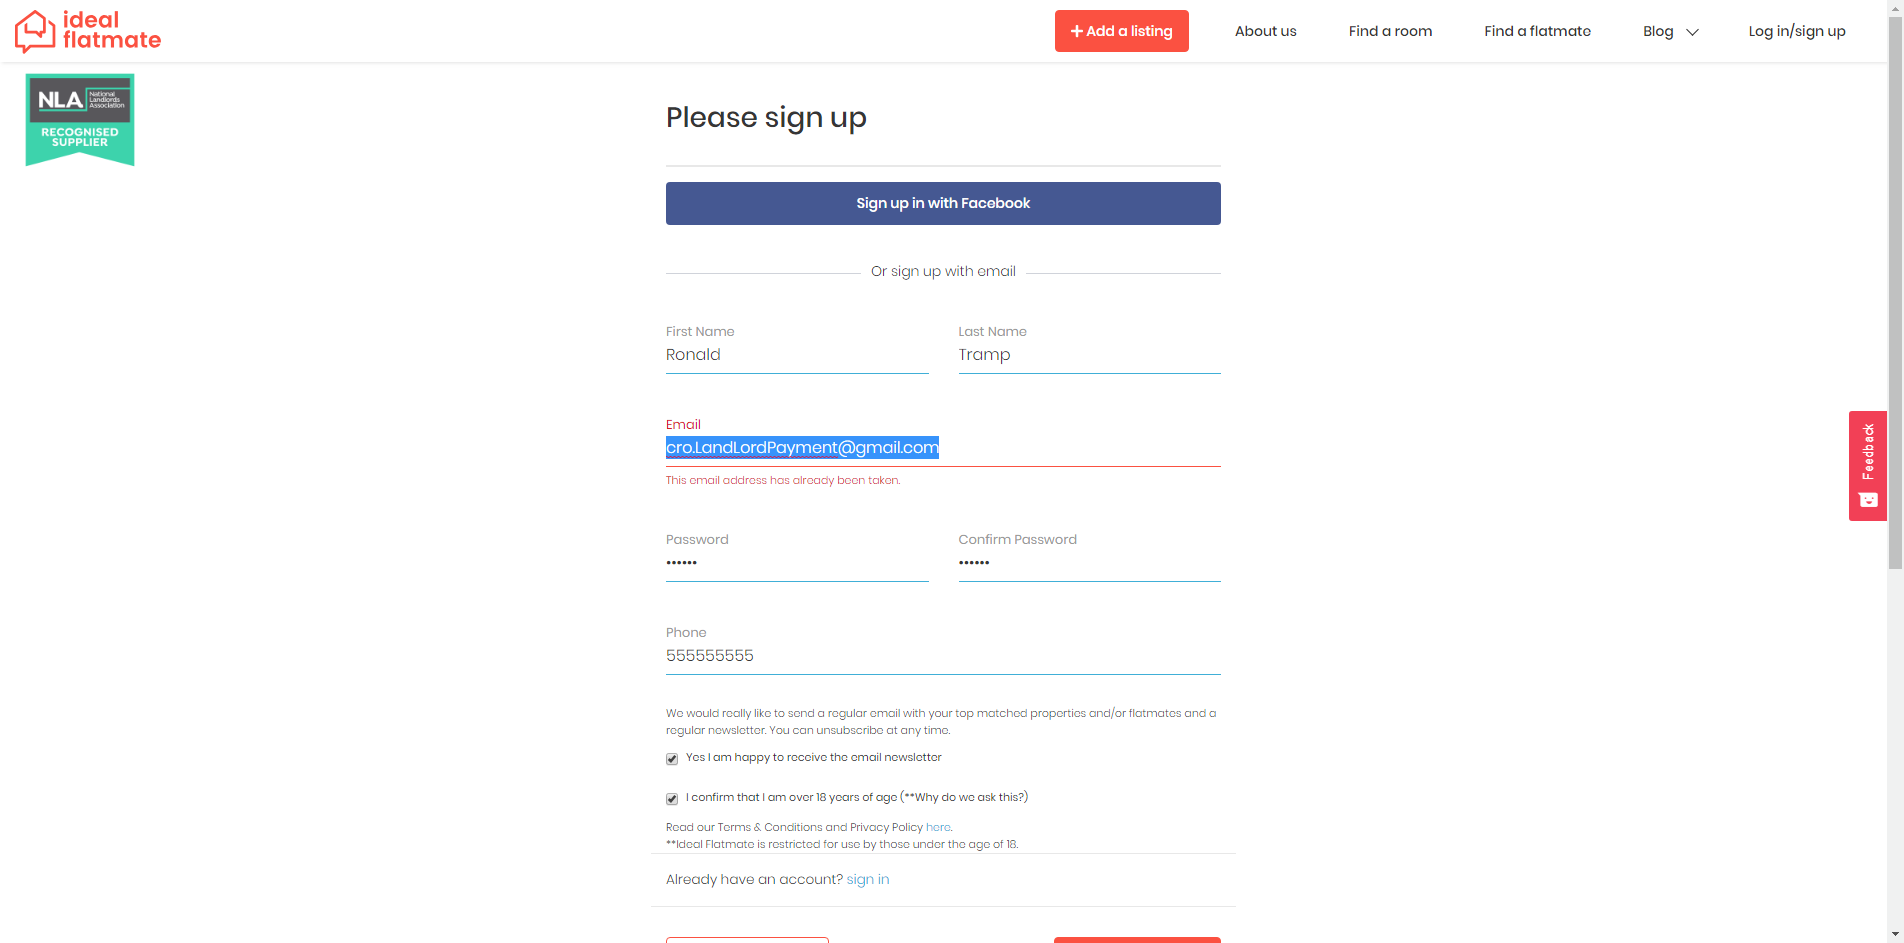 ideal
flatmate
Add a listing
About us
Find a room
Find a flatmate
Blog
Log in/sign up
NLA National Landlords Association
RECOGNISED
SUPPLIER
Please sign up
Sign up in with Facebook
Or sign up with email
First Name
Last Name
Ronald
Tramp
Email
cro.LandLordPayment@gmail.com
This email address has already been taken.
Password
Confirm Password
••••••
••••••
Phone
555555555
We would really like to send a regular email with your top matched properties and/or flatmates and a
regular newsletter. You can unsubscribe at any time.
Yes I am happy to receive the email newsletter
I confirm that I am over 18 years of age (**Why do we ask this?)
Read our Terms & Conditions and Privacy Policy here.
**Ideal Flatmate is restricted for use by those under the age of 18.
Already have an account? sign in
Feedback